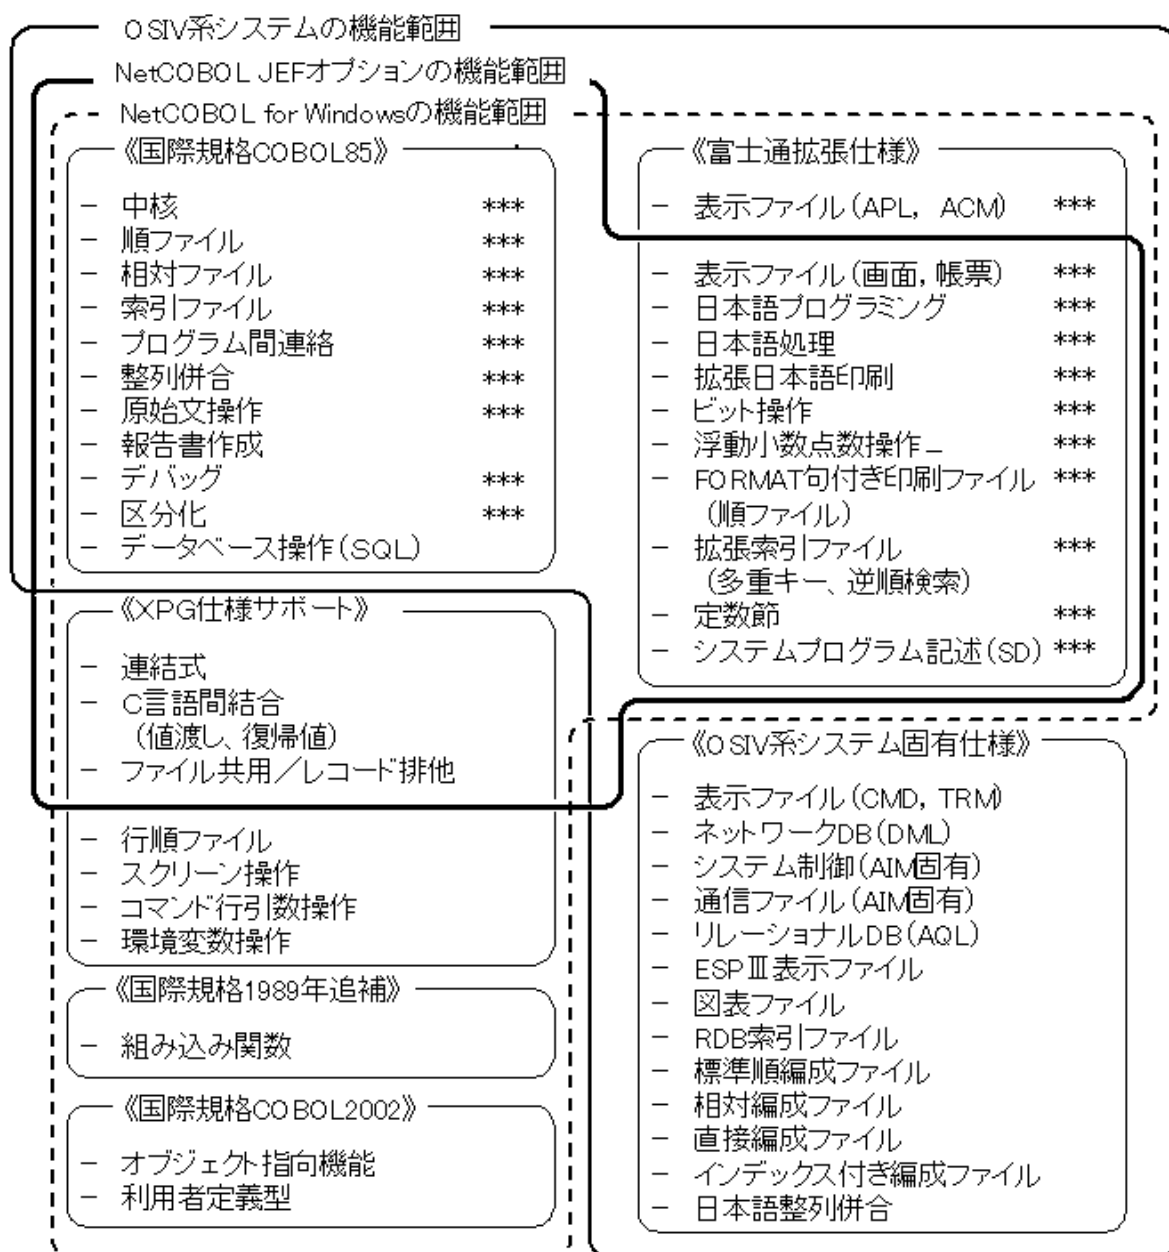 OSIV系システムの機能範囲
NetCOBOL JEFオプションの機能範囲
NetCOBOL for Windowsの機能範囲
《国際規格COBOL85》
― 中核 ***
― 順ファイル ***
― 相対ファイル ***
― 索引ファイル ***
― プログラム間連絡 ***
― 整列併合 ***
― 原始文操作 ***
― 報告書作成
― デバッグ ***
― 区分化 ***
― データベース操作(SQL)
《XPG仕様サポート》
― 連結式
― C言語間結合
(値渡し、復帰値)
― ファイル共用/レコード排他
― 行順ファイル
― スクリーン操作
― コマンド行引数操作
― 環境変数操作
《国際規格1989年追補》
― 組み込み関数
《国際規格COBOL2002》
― オブジェクト指向機能
― 利用者定義型
《富士通拡張仕様》
― 表示ファイル(APL, ACM) ***
― 表示ファイル(画面,帳票) ***
― 日本語プログラミング ***
― 日本語処理 ***
― 拡張日本語印刷 ***
― ビット操作 ***
― 浮動小数点数操作_ ***
― FORMAT句付き印刷ファイル ***
(順ファイル)
― 拡張索引ファイル ***
(多重キー、逆順検索)
― 定数節 ***
― システムプログラム記述(SD) ***
《OSIV系システム固有仕様》
― 表示ファイル(CMD, TRM)
― ネットワークDB(DML)
― システム制御(AIM固有)
― 通信ファイル(AIM固有)
― リレーショナルDB(AQL)
― ESPⅢ表示ファイル
― 図表ファイル
― RDB索引ファイル
― 標準順編成ファイル
― 相対編成ファイル
― 直接編成ファイル
― インデックス付き編成ファイル
― 日本語整列併合